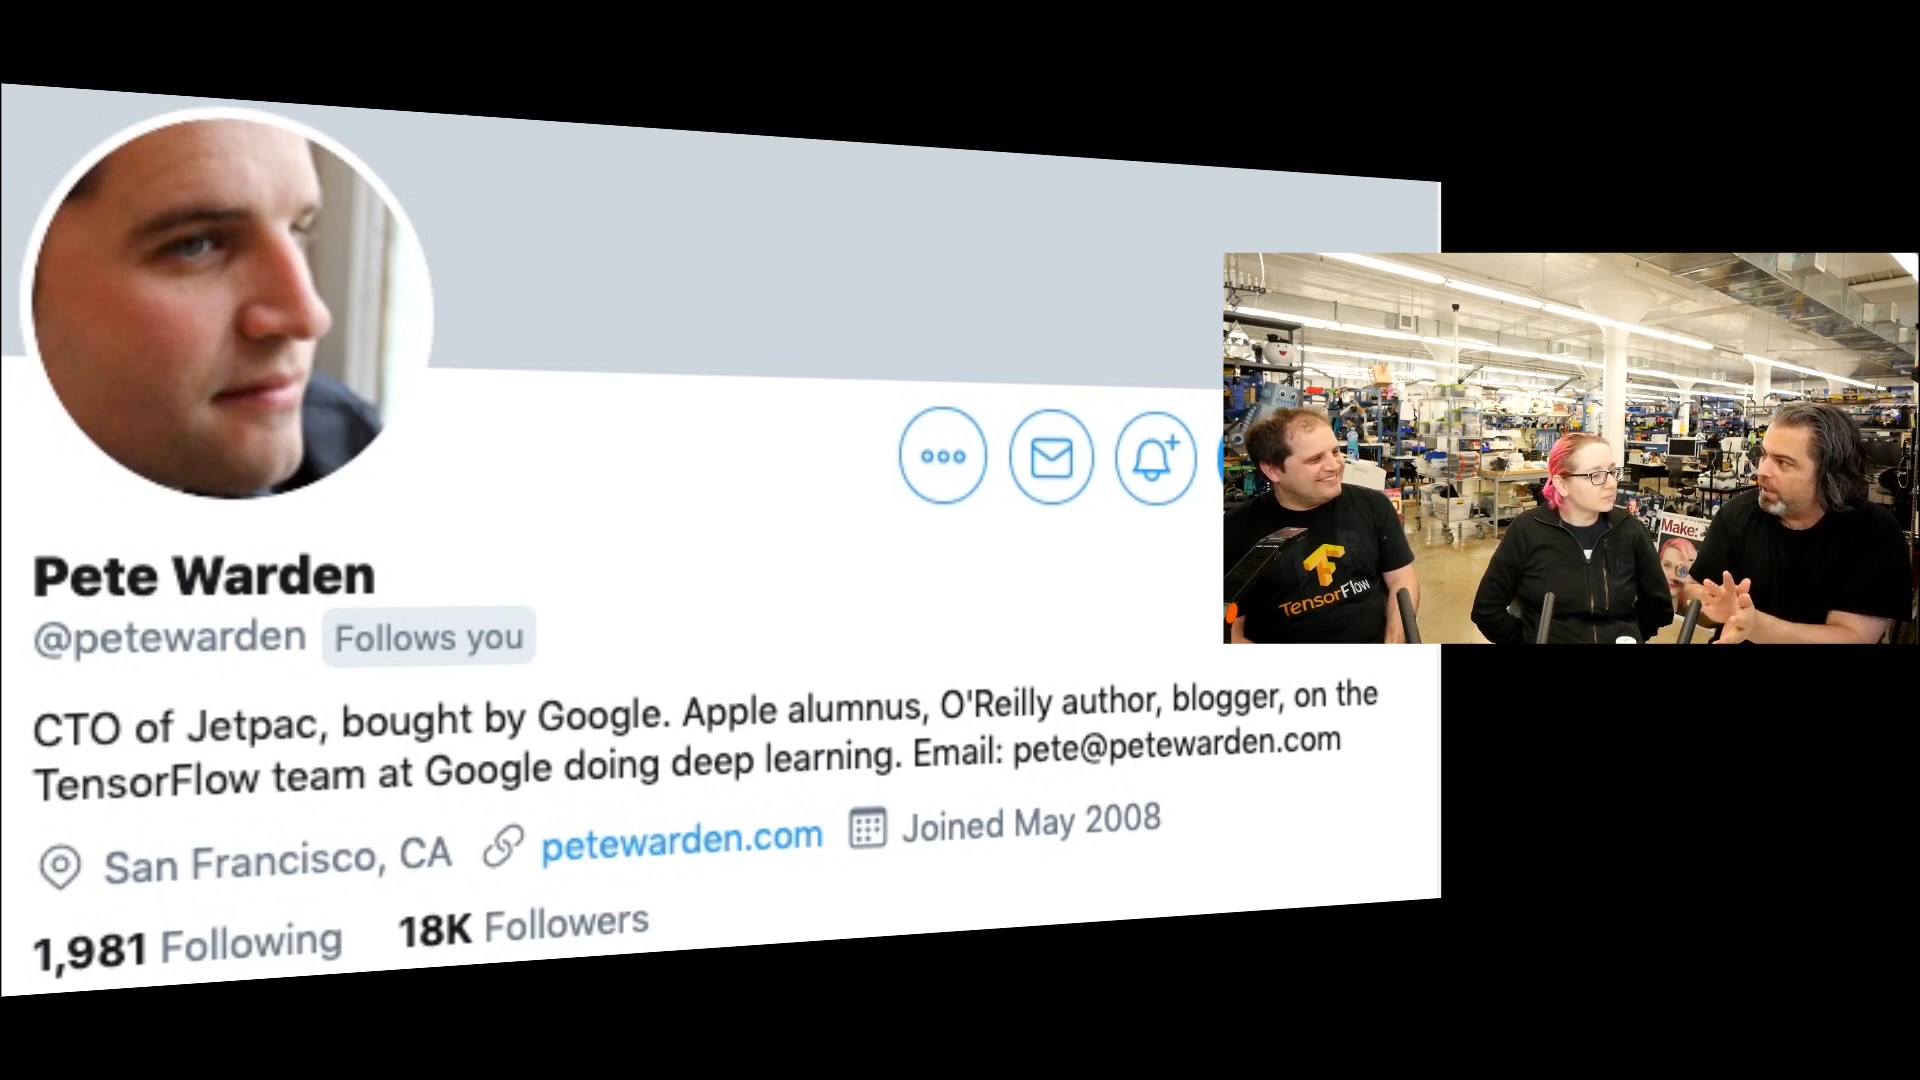 Pete Warden
@petewarden Follows you
CTO of Jetpac, bought by Google. Apple alumnus, O'Reilly author, blogger, on the
TensorFlow team at Google doing deep learning. Email: pete@petewarden.com
San Francisco, CA petewarden.com Joined May 2008
1,981 Following 18K Followers
TensorFlow
Make: